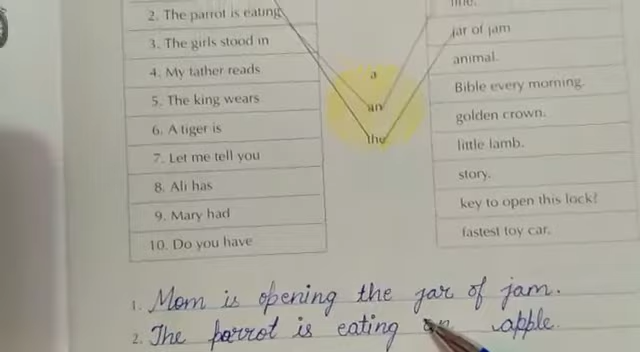 2. The parrot is eating
3. The girls stood in
4. My father reads
5. The king wears
6. A tiger is
7. Let me tell you
8. Ali has
9. Mary had
10. Do you have
a
an
the
line.
jar of jam
animal.
Bible every morning.
golden crown.
little lamb.
story.
key to open this lock?
fastest toy car.
1. Mom is opening the jar of jam.
2. The parrot is eating an apple.